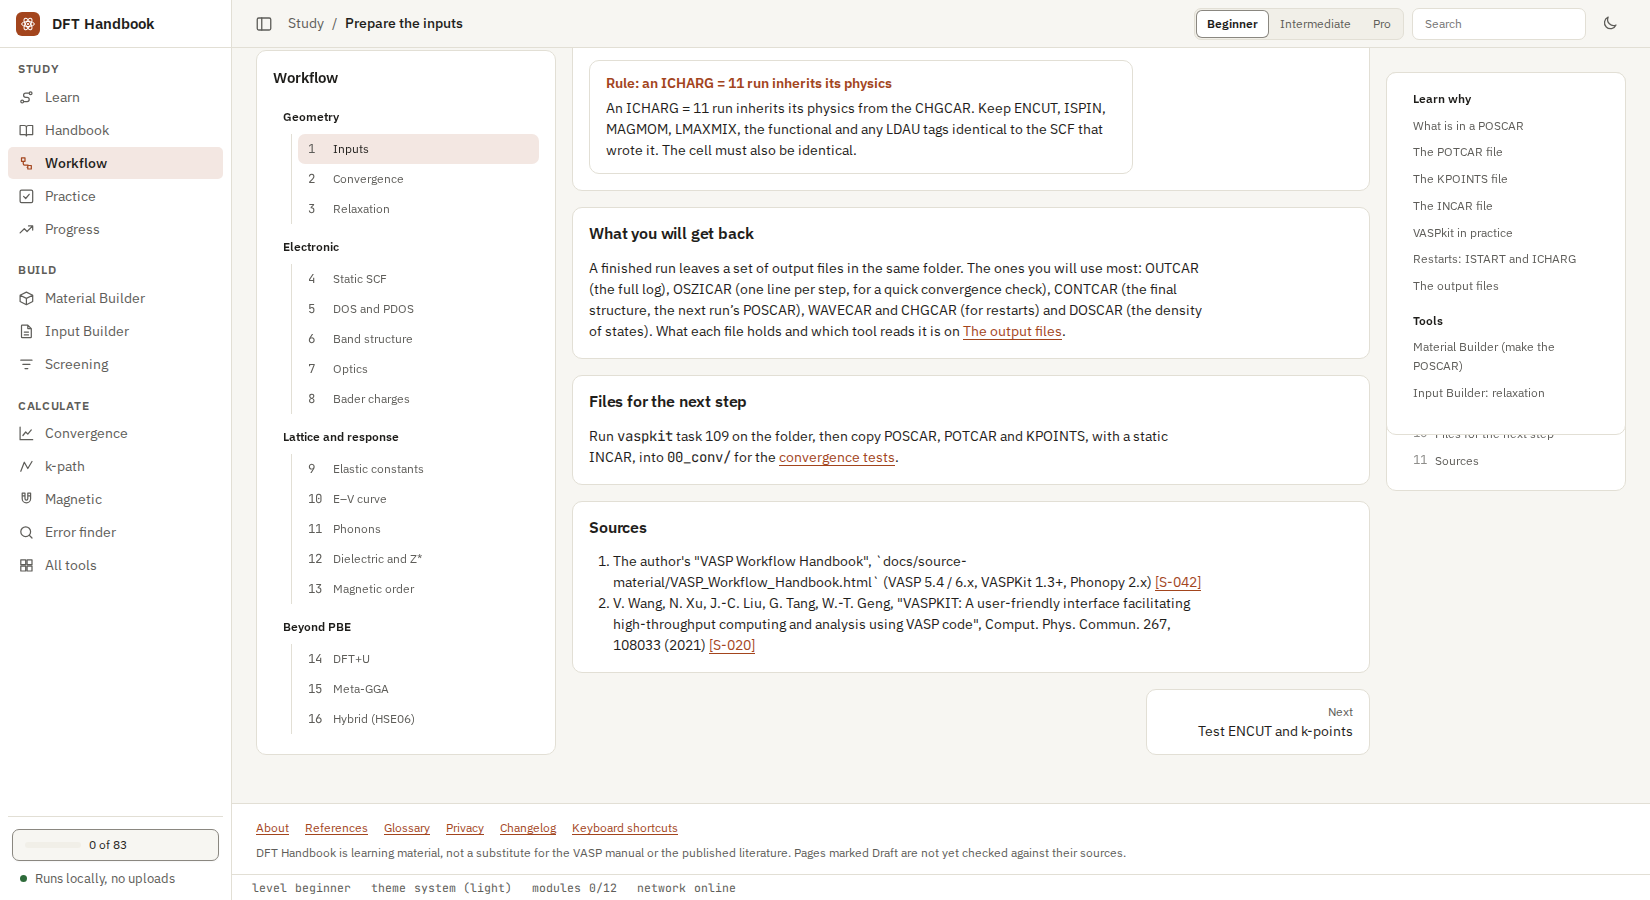 DFT Handbook
STUDY
Learn
Handbook
Workflow
Practice
Progress
BUILD
Material Builder
Input Builder
Screening
CALCULATE
Convergence
k-path
Magnetic
Error finder
All tools
0 of 83
Runs locally, no uploads
Study / Prepare the inputs
Beginner Intermediate Pro
Search
Workflow
Geometry
1 Inputs
2 Convergence
3 Relaxation
Electronic
4 Static SCF
5 DOS and PDOS
6 Band structure
7 Optics
8 Bader charges
Lattice and response
9 Elastic constants
10 E–V curve
11 Phonons
12 Dielectric and Z*
13 Magnetic order
Beyond PBE
14 DFT+U
15 Meta-GGA
16 Hybrid (HSE06)
Rule: an ICHARG = 11 run inherits its physics
An ICHARG = 11 run inherits its physics from the CHGCAR. Keep ENCUT, ISPIN,
MAGMOM, LMAXMIX, the functional and any LDAU tags identical to the SCF that
wrote it. The cell must also be identical.
What you will get back
A finished run leaves a set of output files in the same folder. The ones you will use most: OUTCAR
(the full log), OSZICAR (one line per step, for a quick convergence check), CONTCAR (the final
structure, the next run’s POSCAR), WAVECAR and CHGCAR (for restarts) and DOSCAR (the density
of states). What each file holds and which tool reads it is on The output files.
Files for the next step
Run vaspkit task 109 on the folder, then copy POSCAR, POTCAR and KPOINTS, with a static
INCAR, into 00_conv/ for the convergence tests.
Sources
1. The author's "VASP Workflow Handbook", `docs/source-
material/VASP_Workflow_Handbook.html` (VASP 5.4 / 6.x, VASPKit 1.3+, Phonopy 2.x) [S-042]
2. V. Wang, N. Xu, J.-C. Liu, G. Tang, W.-T. Geng, "VASPKIT: A user-friendly interface facilitating
high-throughput computing and analysis using VASP code", Comput. Phys. Commun. 267,
108033 (2021) [S-020]
Next
Test ENCUT and k-points
Learn why
What is in a POSCAR
The POTCAR file
The KPOINTS file
The INCAR file
VASPkit in practice
Restarts: ISTART and ICHARG
The output files
Tools
Material Builder (make the
POSCAR)
Input Builder: relaxation
10 Files for the next step
11 Sources
About References Glossary Privacy Changelog Keyboard shortcuts
DFT Handbook is learning material, not a substitute for the VASP manual or the published literature. Pages marked Draft are not yet checked against their sources.
level beginner theme system (light) modules 0/12 network online